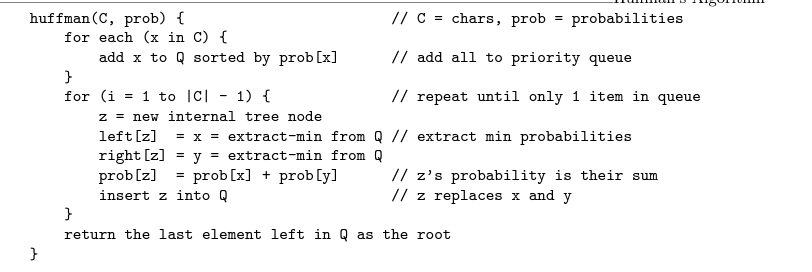 Huffman's Algorithm
huffman(C, prob) { // C = chars, prob = probabilities
for each (x in C) {
add x to Q sorted by prob[x] // add all to priority queue
}
for (i = 1 to |C| - 1) { // repeat until only 1 item in queue
z = new internal tree node
left[z] = x = extract-min from Q // extract min probabilities
right[z] = y = extract-min from Q
prob[z] = prob[x] + prob[y] // z's probability is their sum
insert z into Q // z replaces x and y
}
return the last element left in Q as the root
}